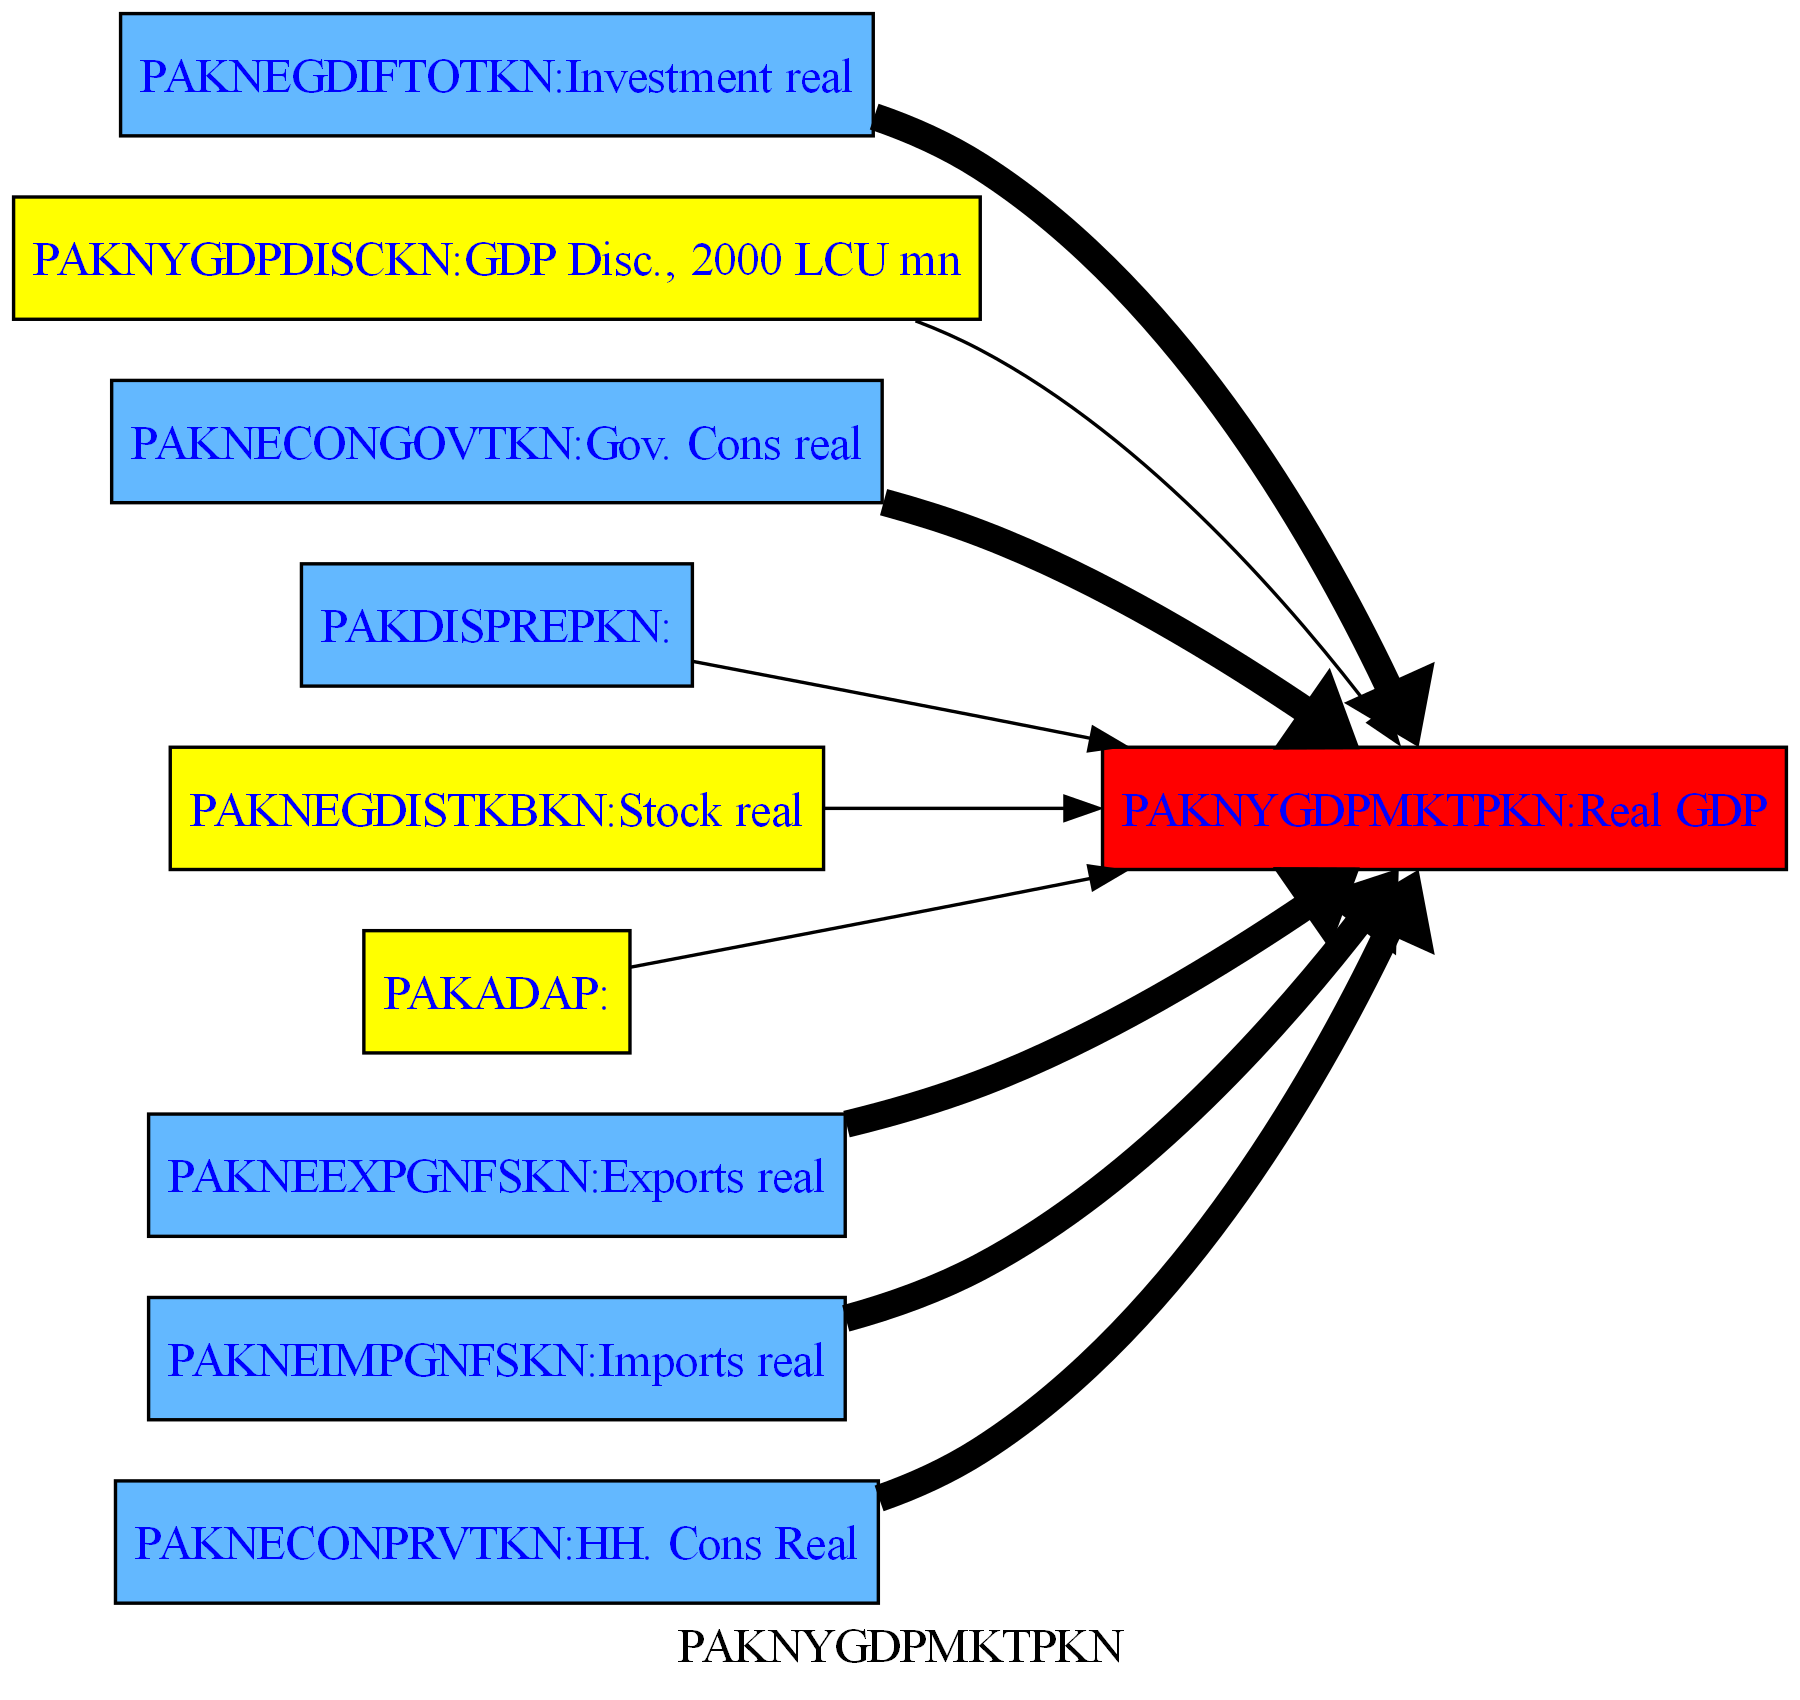 PAKNEGDIFTOTKN:Investment real
PAKNYGDPDISCKN:GDP Disc., 2000 LCU mn
PAKNECONGOVTKN:Gov. Cons real
PAKDISPREPKN:
PAKNEGDISTKBKN:Stock real
PAKNYGDPMKTPKN:Real GDP
PAKADAP:
PAKNEEXPGNFSKN:Exports real
PAKNEIMPGNFSKN:Imports real
PAKNECONPRVTKN:HH. Cons Real
PAKNYGDPMKTPKN